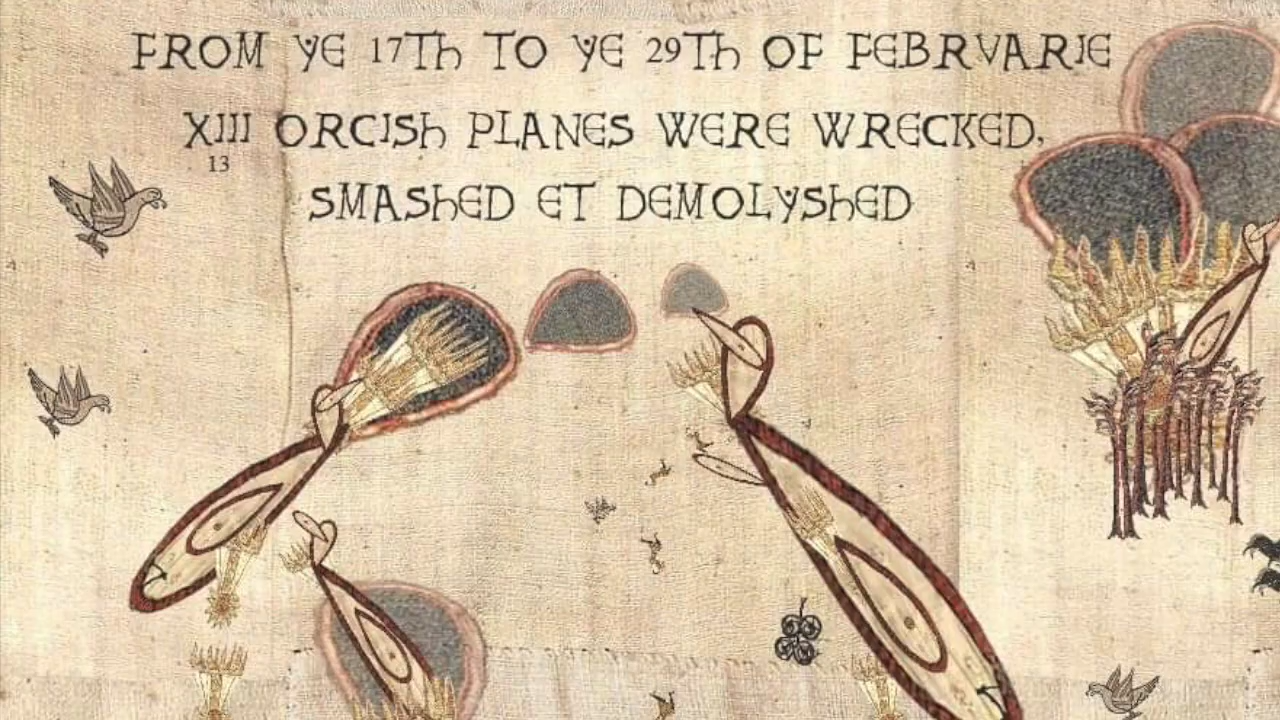 FROM YE 17Th TO YE 29Th OF FEBRVARIE
XIII ORCISh PLANES WERE WRECKED,
13
SMAShED ET DEMOLYShED